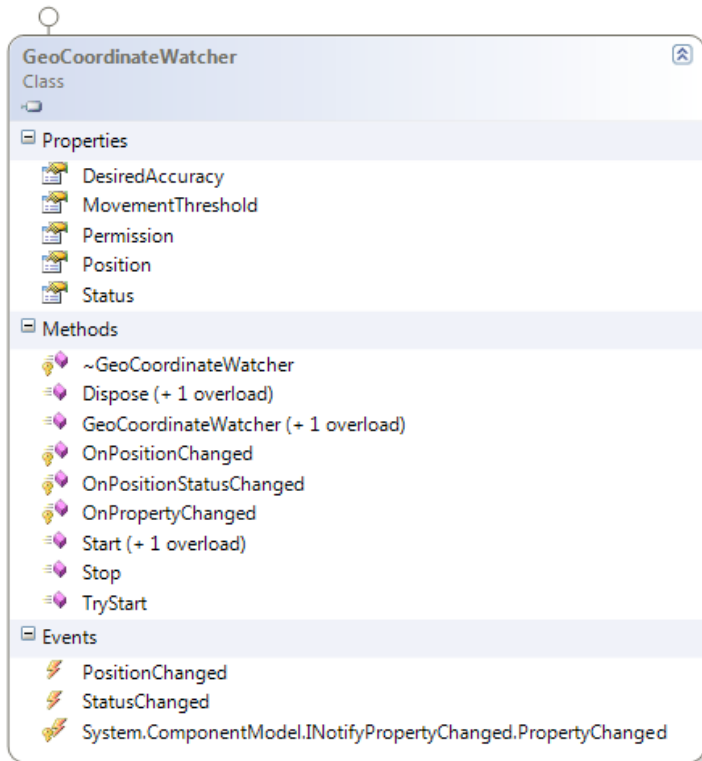 GeoCoordinateWatcher
Class
Properties
DesiredAccuracy
MovementThreshold
Permission
Position
Status
Methods
~GeoCoordinateWatcher
Dispose (+ 1 overload)
GeoCoordinateWatcher (+ 1 overload)
OnPositionChanged
OnPositionStatusChanged
OnPropertyChanged
Start (+ 1 overload)
Stop
TryStart
Events
PositionChanged
StatusChanged
System.ComponentModel.INotifyPropertyChanged.PropertyChanged